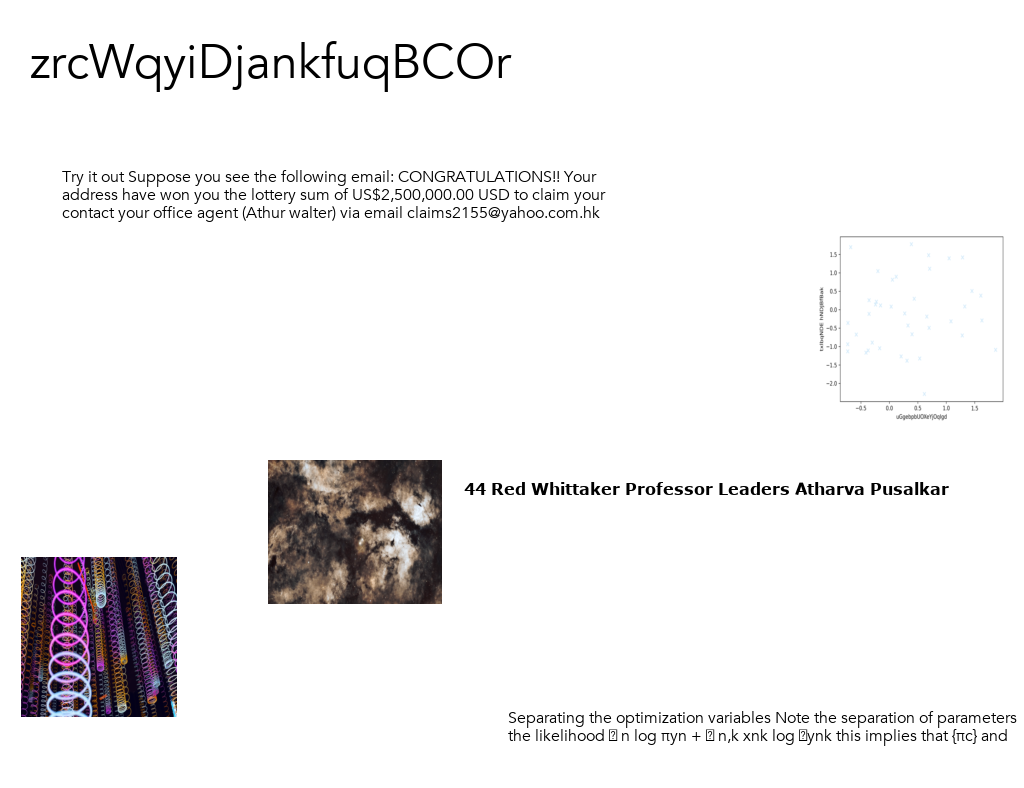 zrcWqyiDjankfuqBCOr
Try it out Suppose you see the following email: CONGRATULATIONS!! Your
address have won you the lottery sum of US$2,500,000.00 USD to claim your
contact your office agent (Athur walter) via email claims2155@yahoo.com.hk
1.5
1.0
0.5
0.0
−0.5
−1.0
−1.5
−2.0
−0.5 0.0 0.5 1.0 1.5
44 Red Whittaker Professor Leaders Atharva Pusalkar
Separating the optimization variables Note the separation of parameters
the likelihood n log πyn + n,k xnk log ynk this implies that {πc} and